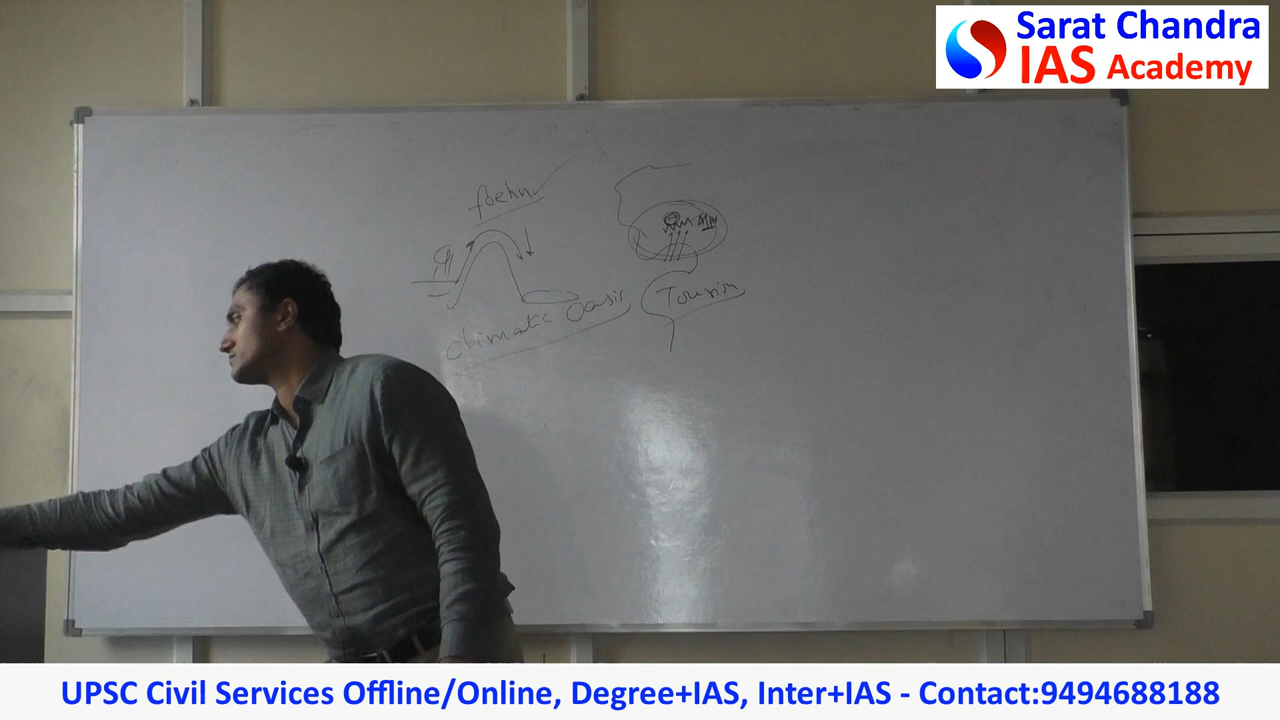 Sarat Chandra
IAS Academy
foehn
climatic Oasis
Tourism
UPSC Civil Services Offline/Online, Degree+IAS, Inter+IAS - Contact:9494688188